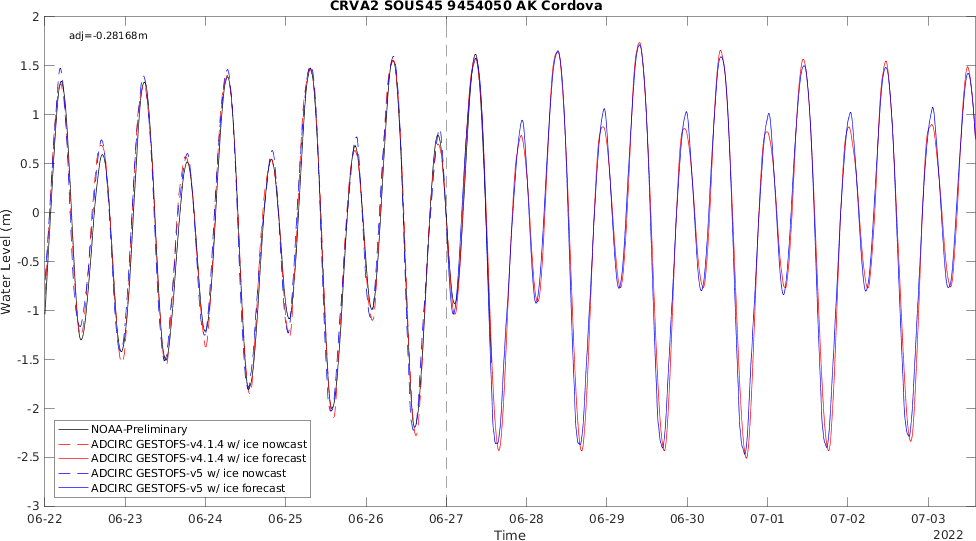 CRVA2 SOUS45 9454050 AK Cordova
adj=-0.28168m
2
1.5
1
0.5
0
-0.5
-1
-1.5
-2
-2.5
-3
Water Level (m)
NOAA-Preliminary
ADCIRC GESTOFS-v4.1.4 w/ ice nowcast
ADCIRC GESTOFS-v4.1.4 w/ ice forecast
ADCIRC GESTOFS-v5 w/ ice nowcast
ADCIRC GESTOFS-v5 w/ ice forecast
06-22 06-23 06-24 06-25 06-26 06-27 06-28 06-29 06-30 07-01 07-02 07-03
Time
2022